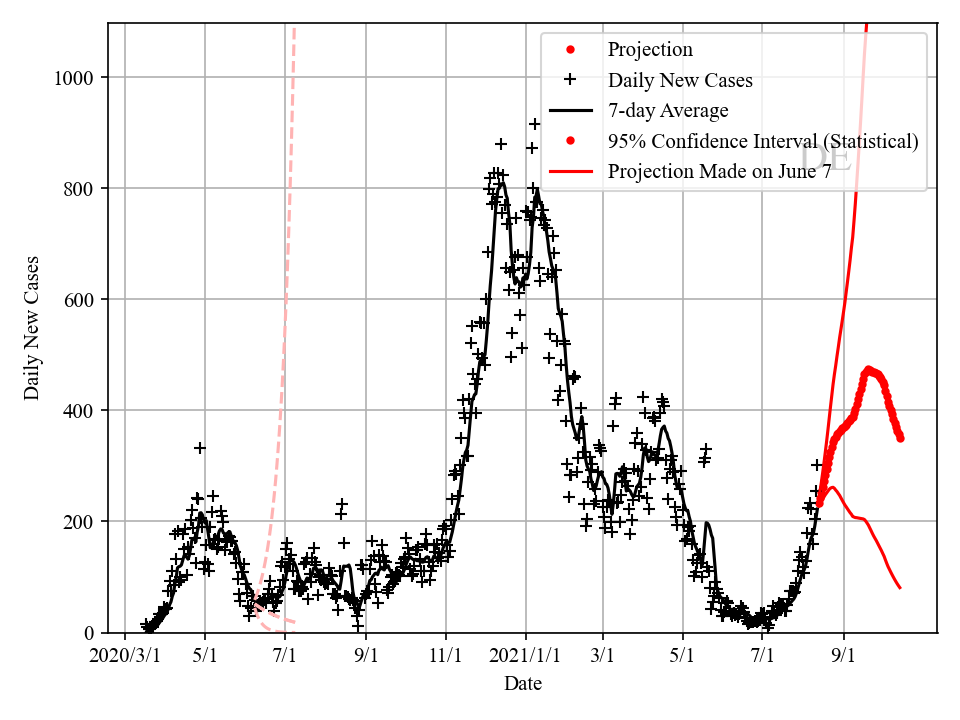 1000
800
600
400
200
0
Daily New Cases
Projection
Daily New Cases
7-day Average
95% Confidence Interval (Statistical)
Projection Made on June 7
DE
2020/3/1 5/1 7/1 9/1 11/1 2021/1/1 3/1 5/1 7/1 9/1
Date